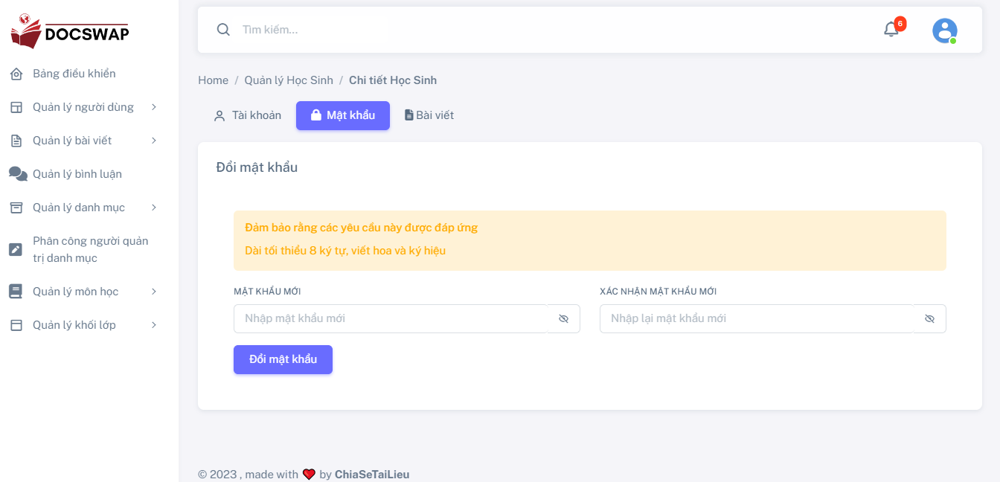 DOCSWAP
Bảng điều khiển
Quản lý người dùng
Quản lý bài viết
Quản lý bình luận
Quản lý danh mục
Phân công người quản
trị danh mục
Quản lý môn học
Quản lý khối lớp
Tìm kiếm...
6
Home / Quản lý Học Sinh / Chi tiết Học Sinh
Tài khoản Mật khẩu Bài viết
Đổi mật khẩu
Đảm bảo rằng các yêu cầu này được đáp ứng
Dài tối thiểu 8 ký tự, viết hoa và ký hiệu
MẬT KHẨU MỚI
Nhập mật khẩu mới
XÁC NHẬN MẬT KHẨU MỚI
Nhập lại mật khẩu mới
Đổi mật khẩu
© 2023 , made with ❤️ by ChiaSeTaiLieu